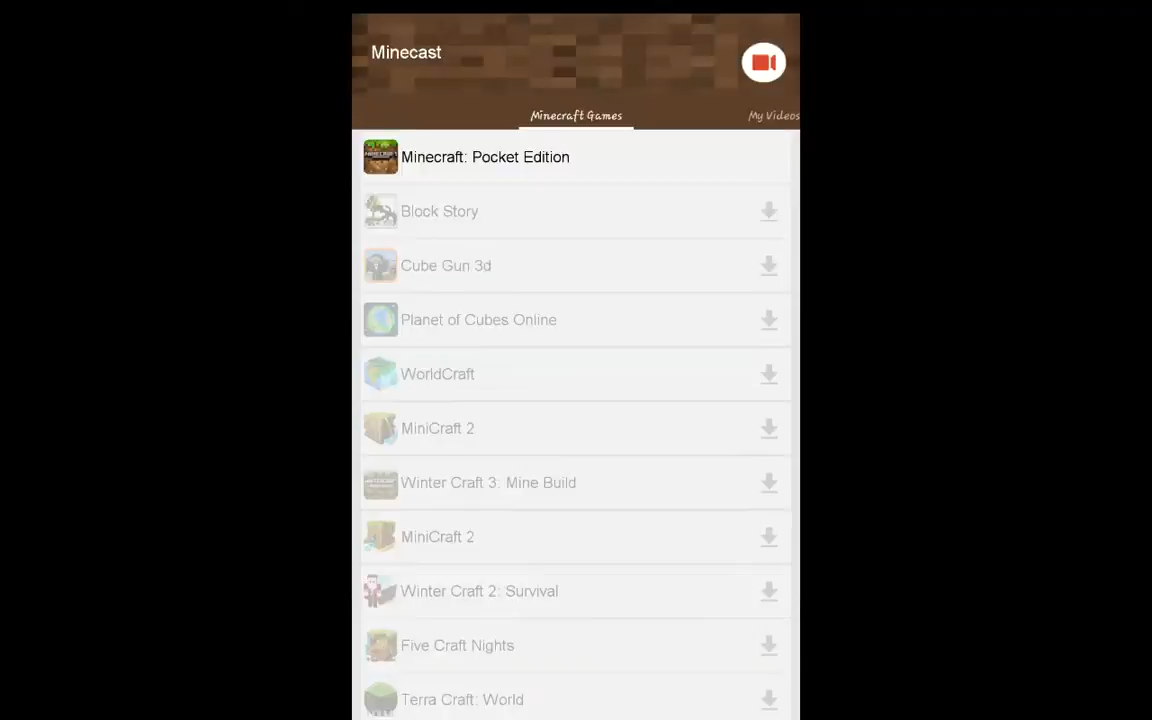 Minecast
Minecraft Games
My Videos
Minecraft: Pocket Edition
Block Story
Cube Gun 3d
Planet of Cubes Online
WorldCraft
MiniCraft 2
Winter Craft 3: Mine Build
MiniCraft 2
Winter Craft 2: Survival
Five Craft Nights
Terra Craft: World